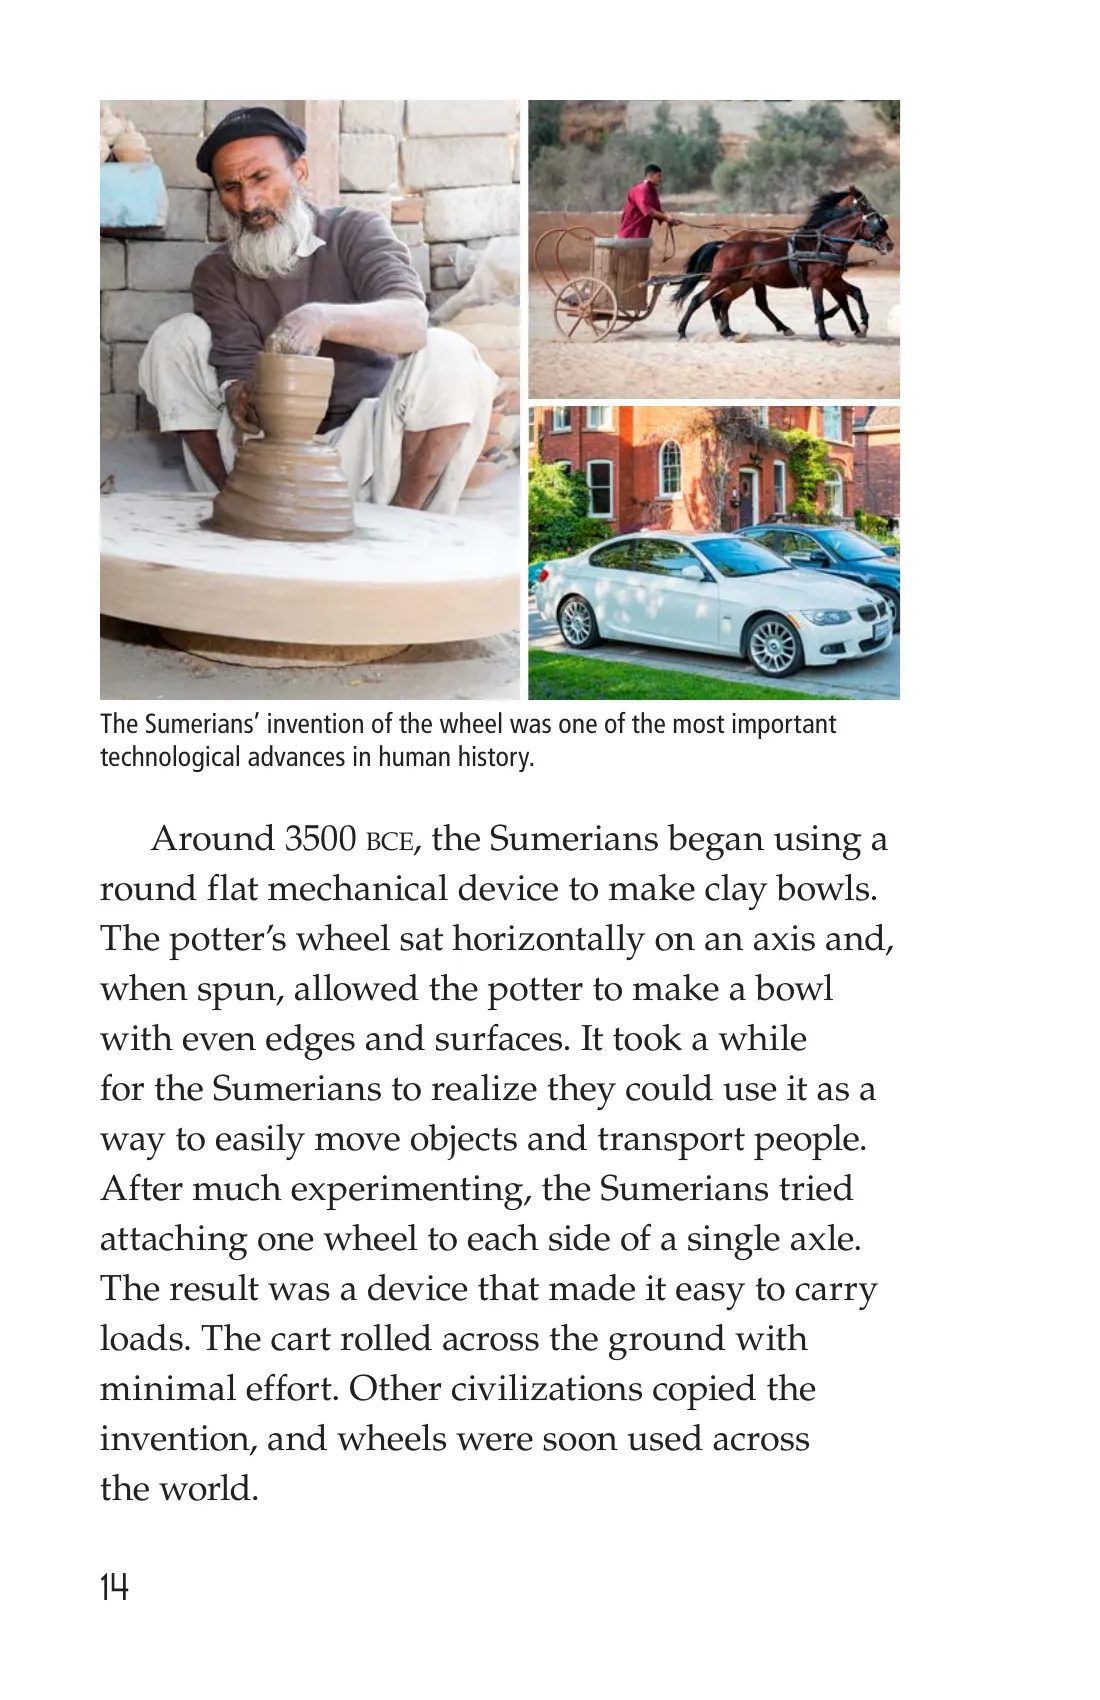 The Sumerians’ invention of the wheel was one of the most important
technological advances in human history.
Around 3500 BCE, the Sumerians began using a
round flat mechanical device to make clay bowls.
The potter’s wheel sat horizontally on an axis and,
when spun, allowed the potter to make a bowl
with even edges and surfaces. It took a while
for the Sumerians to realize they could use it as a
way to easily move objects and transport people.
After much experimenting, the Sumerians tried
attaching one wheel to each side of a single axle.
The result was a device that made it easy to carry
loads. The cart rolled across the ground with
minimal effort. Other civilizations copied the
invention, and wheels were soon used across
the world.
14